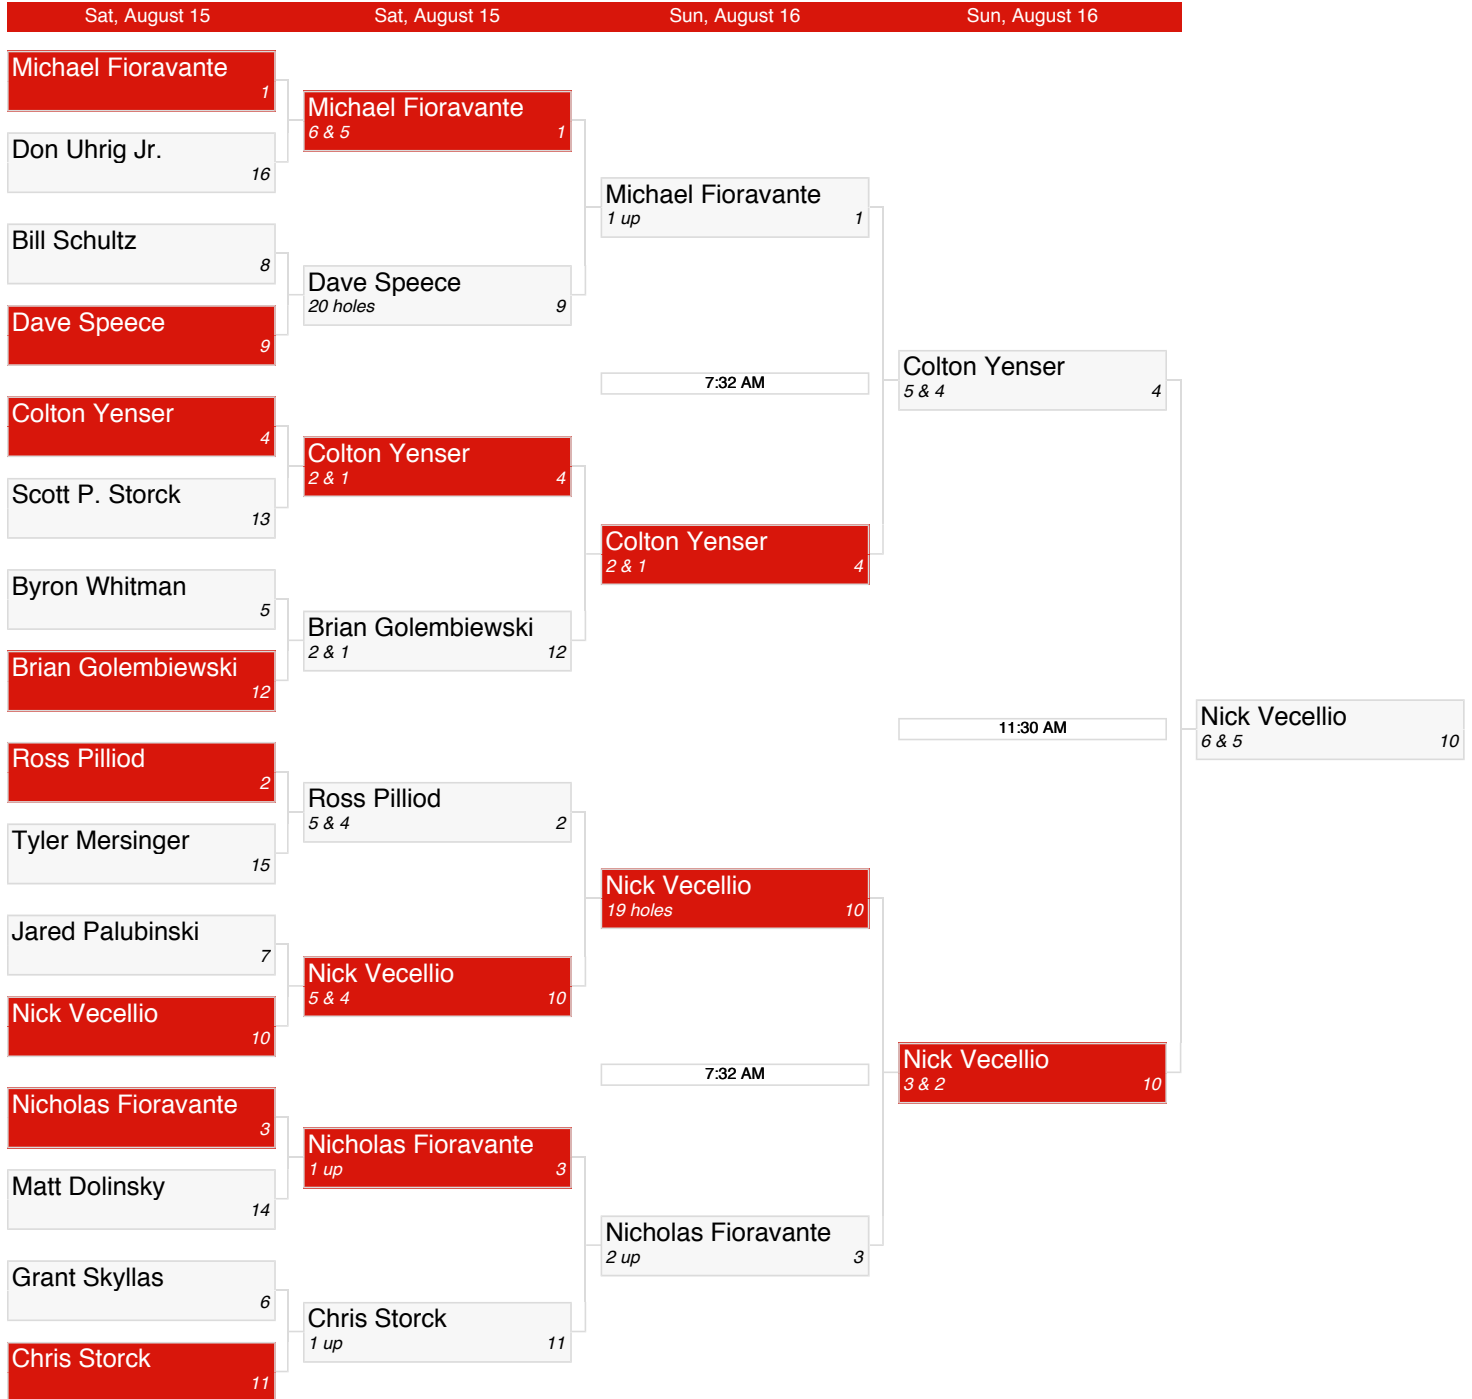 Sat, August 15
Sat, August 15
Sun, August 16
Sun, August 16
Michael Fioravante
1
Don Uhrig Jr.
16
Bill Schultz
8
Dave Speece
9
Colton Yenser
4
Scott P. Storck
13
Byron Whitman
5
Brian Golembiewski
12
Ross Pilliod
2
Tyler Mersinger
15
Jared Palubinski
7
Nick Vecellio
10
Nicholas Fioravante
3
Matt Dolinsky
14
Grant Skyllas
6
Chris Storck
11
Michael Fioravante
6 & 5 1
Dave Speece
20 holes 9
Colton Yenser
2 & 1 4
Brian Golembiewski
2 & 1 12
Ross Pilliod
5 & 4 2
Nick Vecellio
5 & 4 10
Nicholas Fioravante
1 up 3
Chris Storck
1 up 11
Michael Fioravante
1 up 1
7:32 AM
Colton Yenser
2 & 1 4
Nick Vecellio
19 holes 10
7:32 AM
Nicholas Fioravante
2 up 3
Colton Yenser
5 & 4 4
11:30 AM
Nick Vecellio
3 & 2 10
Nick Vecellio
6 & 5 10